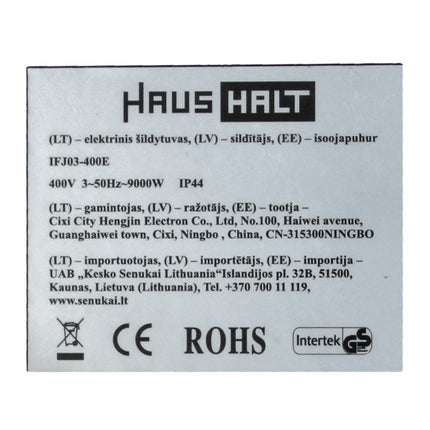 HAUS HALT
(LT) – elektrinis šildytuvas, (LV) – sildītājs, (EE) – isoojapuhur
IFJ03-400E
400V 3~50Hz~9000W IP44
(LT) – gamintojas, (LV) – ražotājs, (EE) – tootja –
Cixi City Hengjin Electron Co., Ltd, No.100, Haiwei avenue,
Guanghaiwei town, Cixi, Ningbo , China, CN-315300NINGBO
(LT) – importuotojas, (LV) – importētājs, (EE) – importija –
UAB „Kesko Senukai Lithuania“Islandijos pl. 32B, 51500,
Kaunas, Lietuva (Lithuania), Tel. +370 700 11 119,
www.senukai.lt
CE ROHS Intertek GS